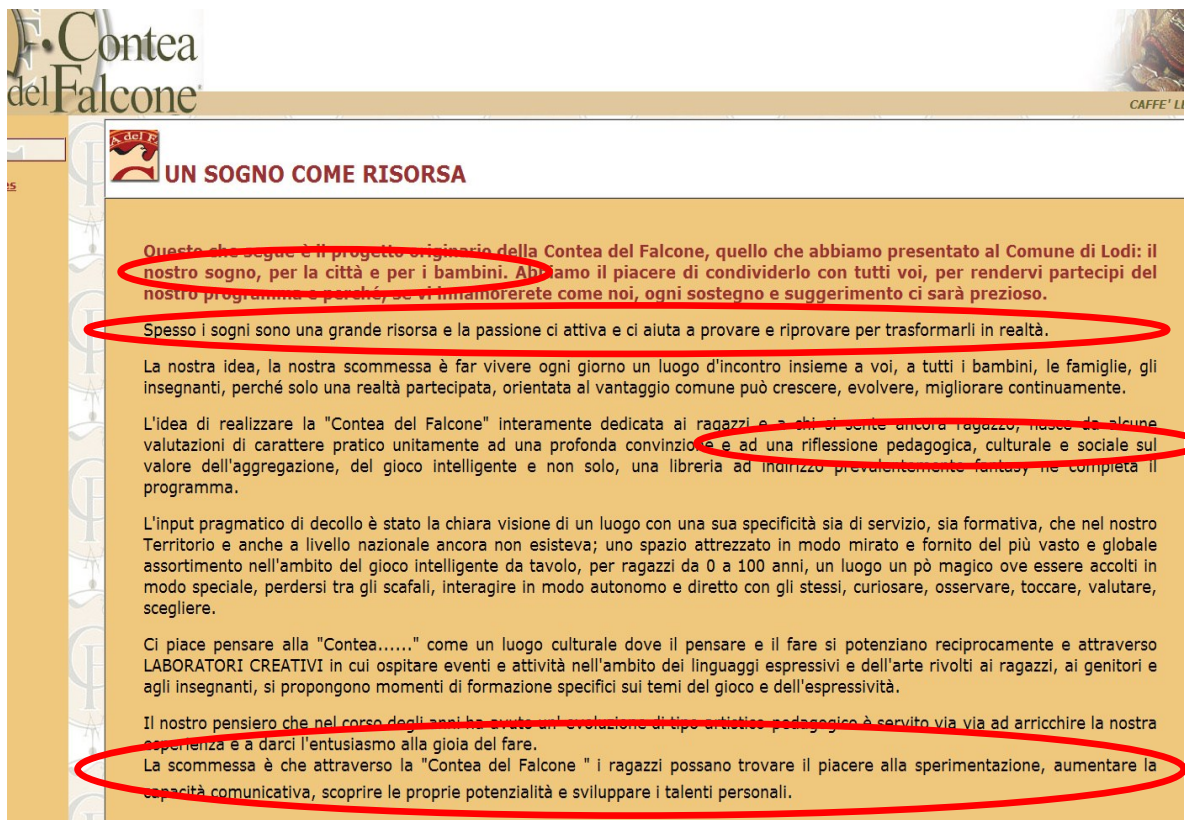 Contea
del Falcone
CAFFE' LE
es
A del F
UN SOGNO COME RISORSA
Questo che segue è il progetto originario della Contea del Falcone, quello che abbiamo presentato al Comune di Lodi: il
nostro sogno, per la città e per i bambini. Abbiamo il piacere di condividerlo con tutti voi, per rendervi partecipi del
nostro programma e perché, se vi innamorerete come noi, ogni sostegno e suggerimento ci sarà prezioso.
Spesso i sogni sono una grande risorsa e la passione ci attiva e ci aiuta a provare e riprovare per trasformarli in realtà.
La nostra idea, la nostra scommessa è far vivere ogni giorno un luogo d'incontro insieme a voi, a tutti i bambini, le famiglie, gli
insegnanti, perché solo una realtà partecipata, orientata al vantaggio comune può crescere, evolvere, migliorare continuamente.
L'idea di realizzare la "Contea del Falcone" interamente dedicata ai ragazzi e a chi si sente ancora ragazzo, nasce da alcune
valutazioni di carattere pratico unitamente ad una profonda convinzione e ad una riflessione pedagogica, culturale e sociale sul
valore dell'aggregazione, del gioco intelligente e non solo, una libreria ad indirizzo prevalentemente fantasy ne completa il
programma.
L'input pragmatico di decollo è stato la chiara visione di un luogo con una sua specificità sia di servizio, sia formativa, che nel nostro
Territorio e anche a livello nazionale ancora non esisteva; uno spazio attrezzato in modo mirato e fornito del più vasto e globale
assortimento nell'ambito del gioco intelligente da tavolo, per ragazzi da 0 a 100 anni, un luogo un pò magico ove essere accolti in
modo speciale, perdersi tra gli scafali, interagire in modo autonomo e diretto con gli stessi, curiosare, osservare, toccare, valutare,
scegliere.
Ci piace pensare alla "Contea......" come un luogo culturale dove il pensare e il fare si potenziano reciprocamente e attraverso
LABORATORI CREATIVI in cui ospitare eventi e attività nell'ambito dei linguaggi espressivi e dell'arte rivolti ai ragazzi, ai genitori e
agli insegnanti, si propongono momenti di formazione specifici sui temi del gioco e dell'espressività.
Il nostro pensiero che nel corso degli anni ha avuto un' evoluzione di tipo artistico pedagogico è servito via via ad arricchire la nostra
esperienza e a darci l'entusiasmo alla gioia del fare.
La scommessa è che attraverso la "Contea del Falcone " i ragazzi possano trovare il piacere alla sperimentazione, aumentare la
capacità comunicativa, scoprire le proprie potenzialità e sviluppare i talenti personali.